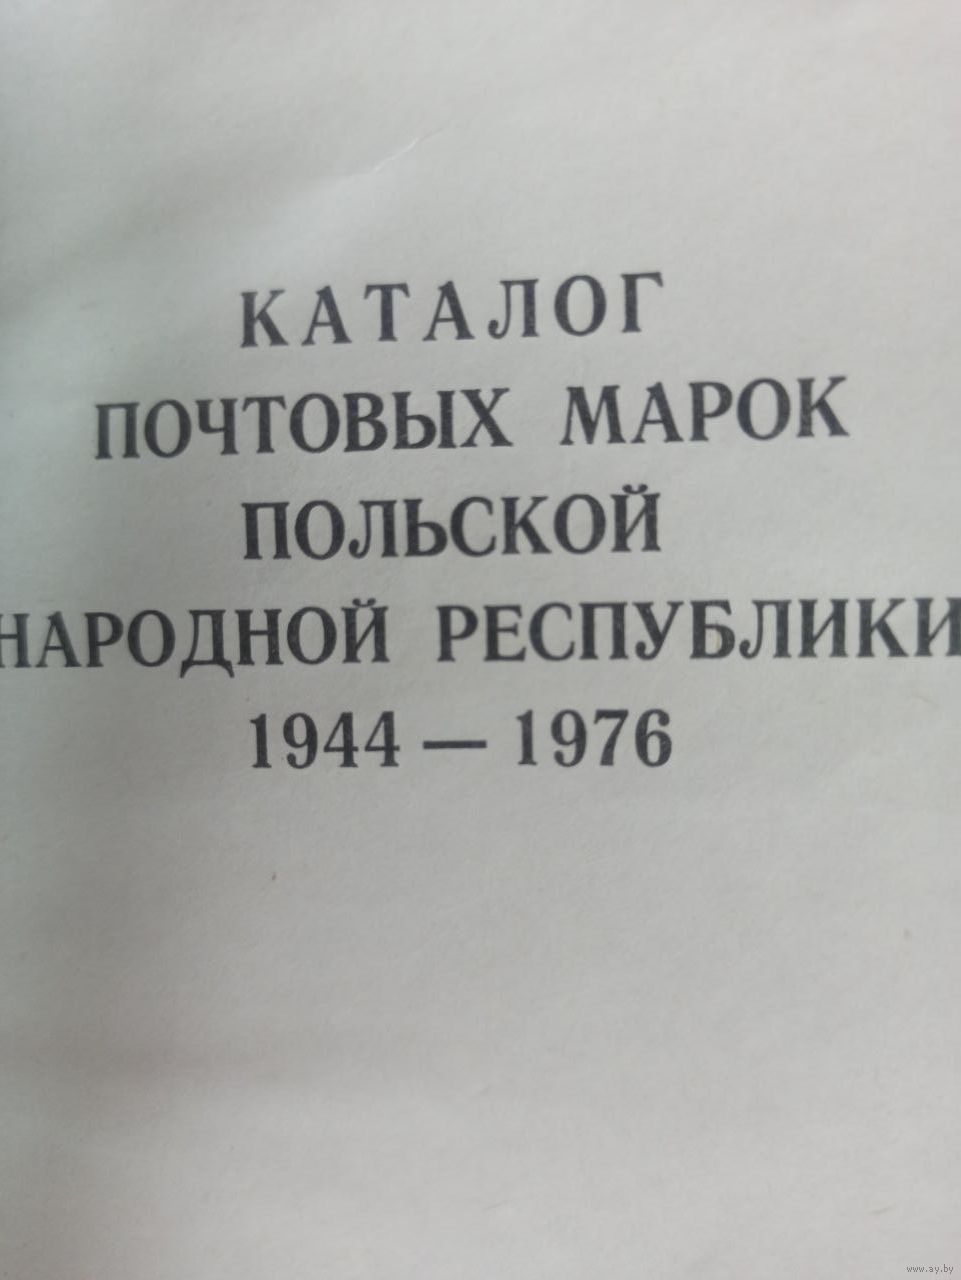 КАТАЛОГ
ПОЧТОВЫХ МАРОК
ПОЛЬСКОЙ
НАРОДНОЙ РЕСПУБЛИКИ
1944 — 1976
www.ay.by